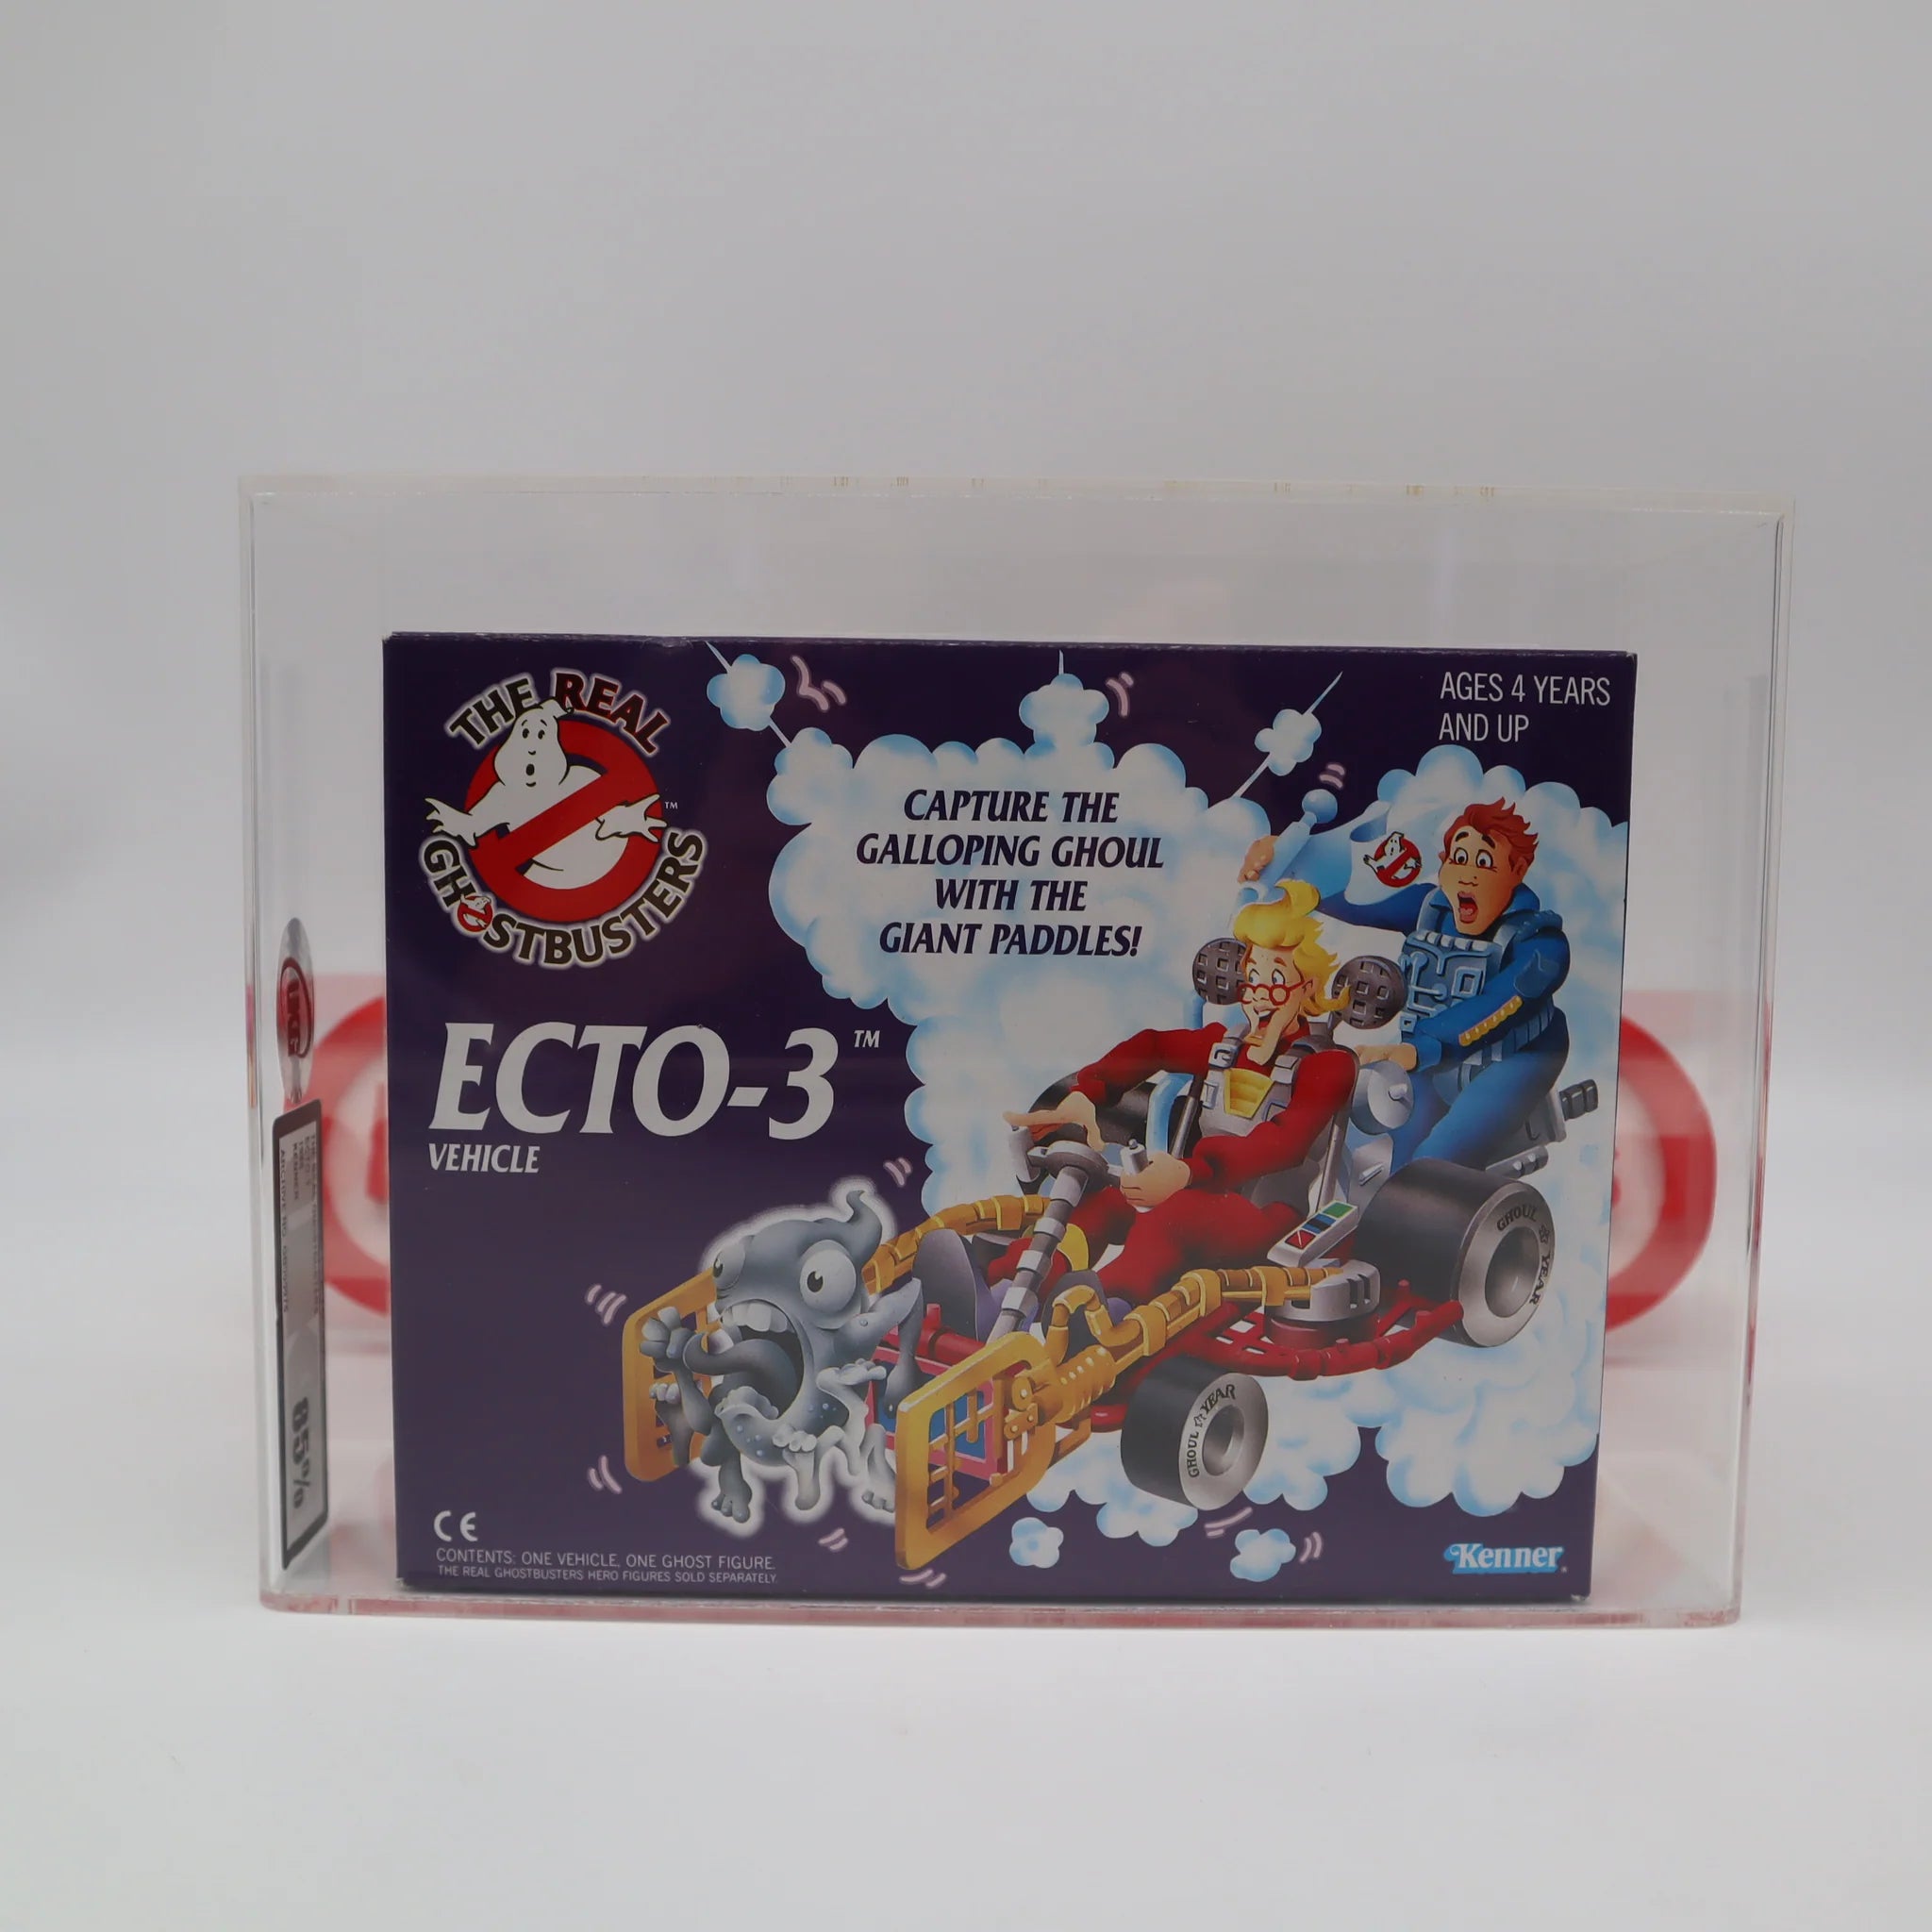 THE REAL
GHOSTBUSTERS
™
AGES 4 YEARS
AND UP
CAPTURE THE
GALLOPING GHOUL
WITH THE
GIANT PADDLES!
ECTO-3™
VEHICLE
GHOUL YEAR
GHOUL YEAR
UKG
85%
CE
CONTENTS: ONE VEHICLE, ONE GHOST FIGURE.
THE REAL GHOSTBUSTERS HERO FIGURES SOLD SEPARATELY.
Kenner